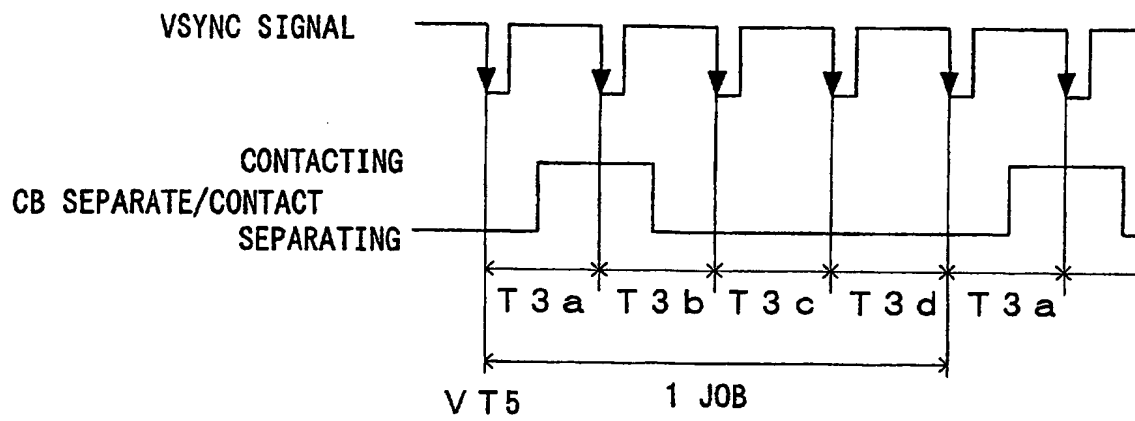 VSYNC SIGNAL
CONTACTING
CB SEPARATE/CONTACT
SEPARATING
T3a T3b T3c T3d T3a
VT5 1 JOB